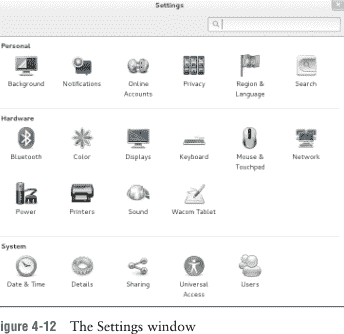 Settings
Personal
Background Notifications Online Accounts Privacy Region & Language Search
Hardware
Bluetooth Color Displays Keyboard Mouse & Touchpad Network
Power Printers Sound Wacom Tablet
System
Date & Time Details Sharing Universal Access Users
igure 4-12 The Settings window